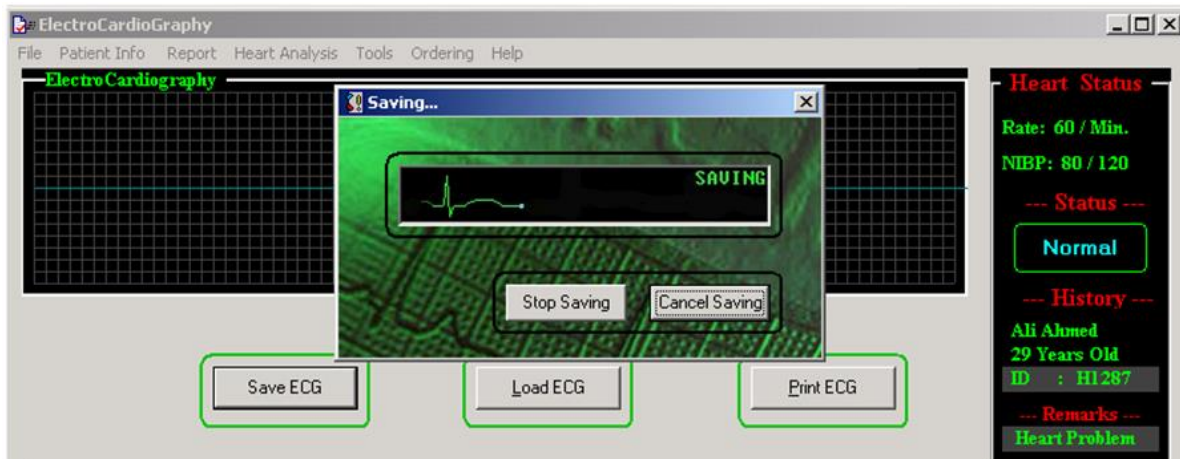 ElectroCardioGraphy
File Patient Info Report Heart Analysis Tools Ordering Help
ElectroCardiography
Saving...
SAVING
Stop Saving Cancel Saving
Save ECG Load ECG Print ECG
Heart Status
Rate: 60 / Min.
NIBP: 80 / 120
--- Status ---
Normal
--- History ---
Ali Ahmed
29 Years Old
ID : H1287
--- Remarks ---
Heart Problem